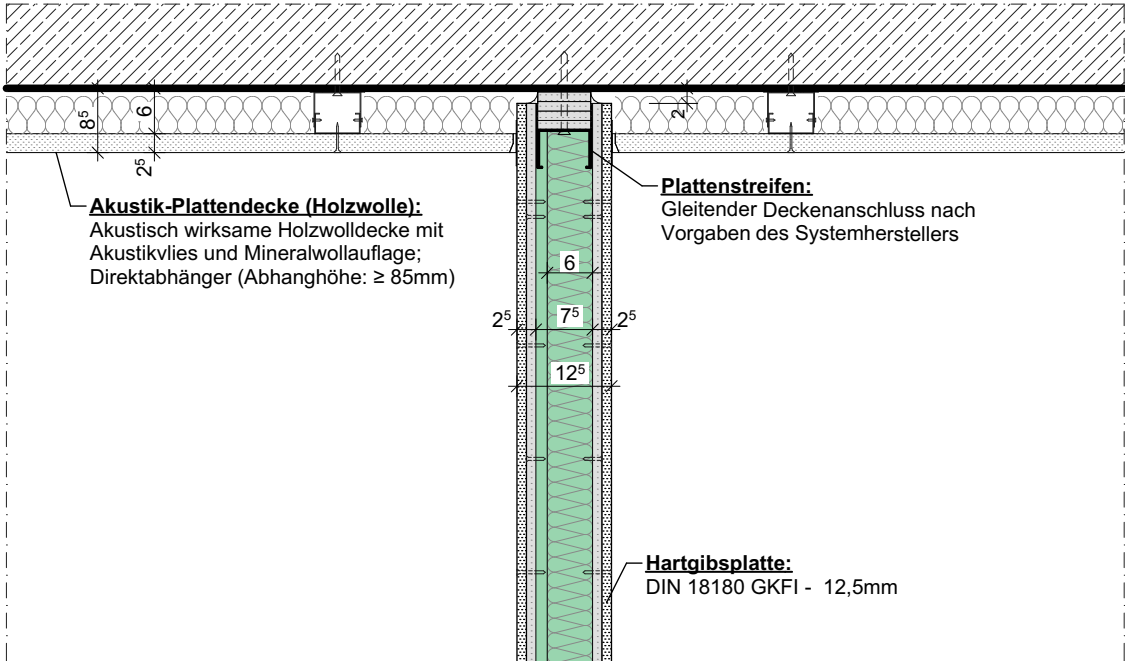 8⁵
6
2⁵
2
Akustik-Plattendecke (Holzwolle):
Akustisch wirksame Holzwolldecke mit
Akustikvlies und Mineralwollauflage;
Direktabhänger (Abhanghöhe: ≥ 85mm)
Plattenstreifen:
Gleitender Deckenanschluss nach
Vorgaben des Systemherstellers
6
2⁵ 7⁵ 2⁵
12⁵
Hartgibsplatte:
DIN 18180 GKFI - 12,5mm